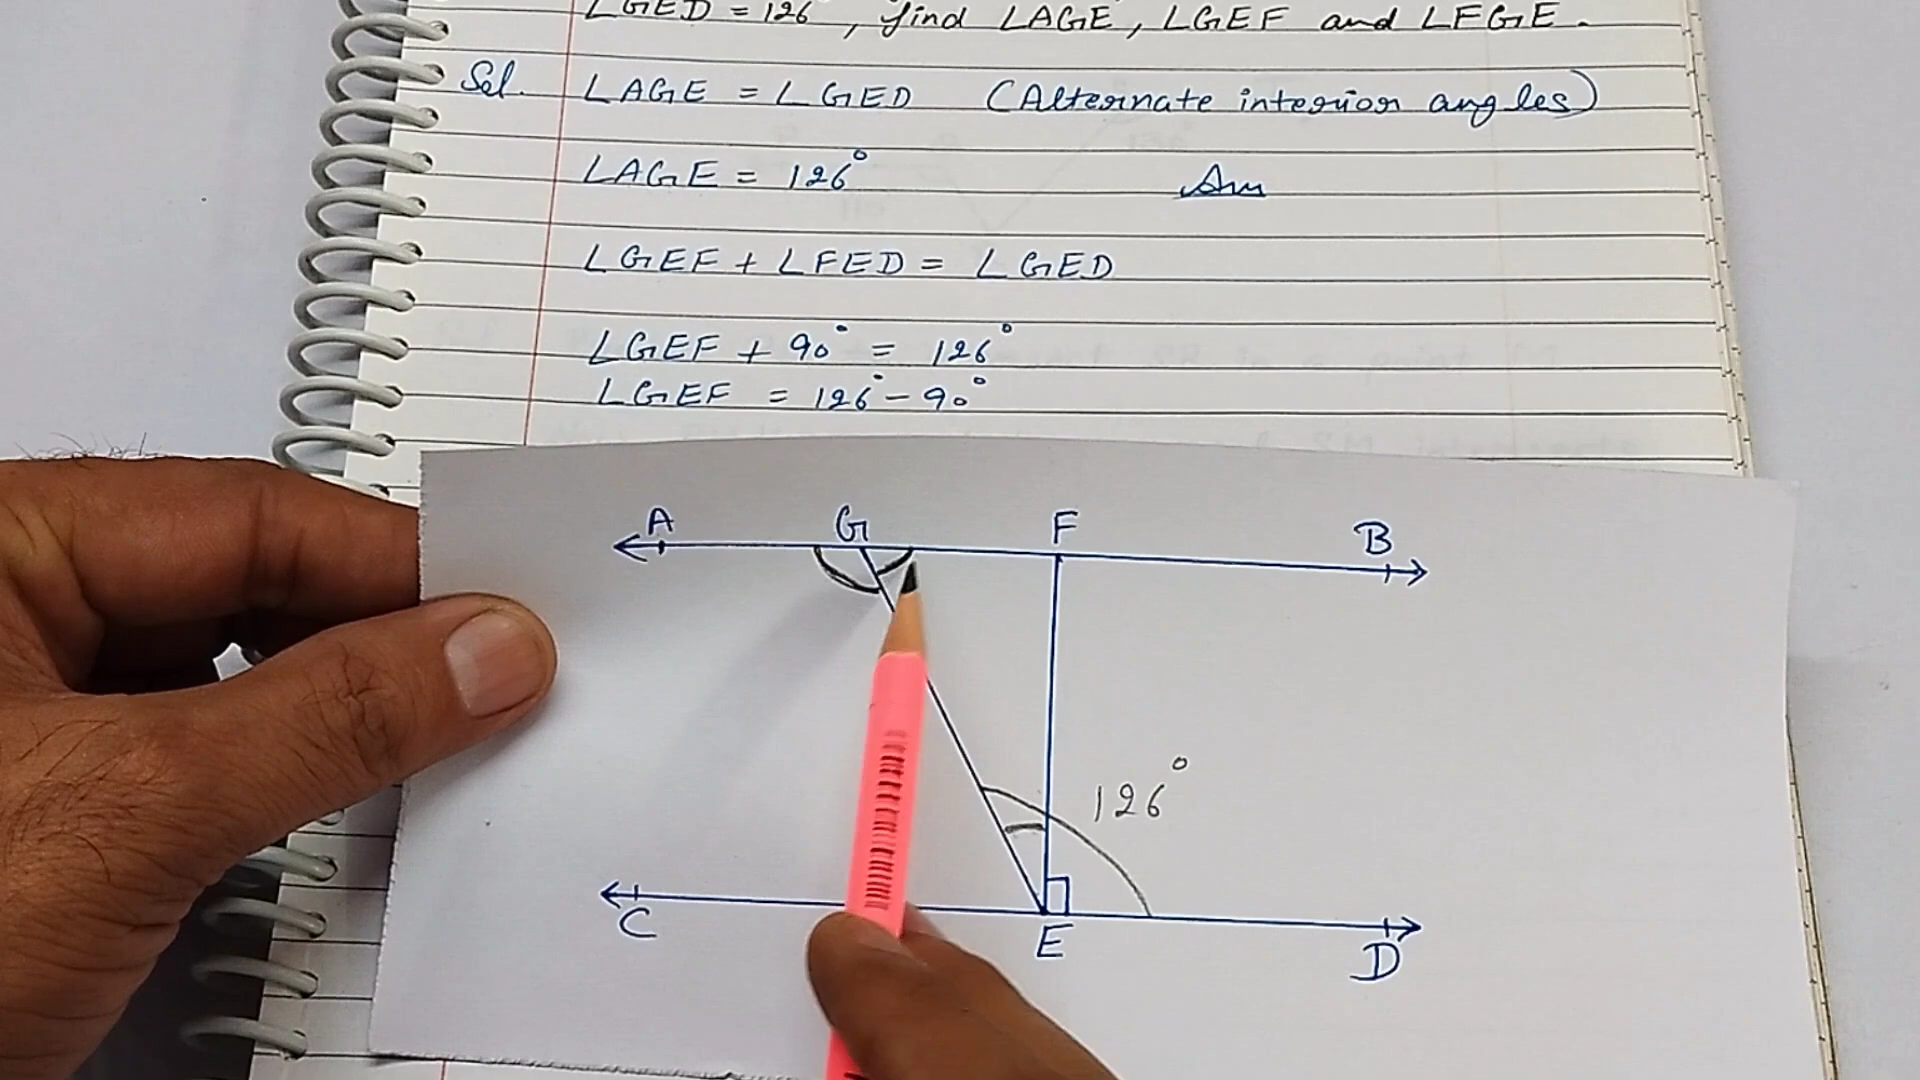 ∠GED = 126°, find ∠AGE, ∠GEF and ∠FGE.
Sol. ∠AGE = ∠GED (Alternate interior angles)
∠AGE = 126° Ans
∠GEF + ∠FED = ∠GED
∠GEF + 90° = 126°
∠GEF = 126° - 90°
A G F B
126°
C E D